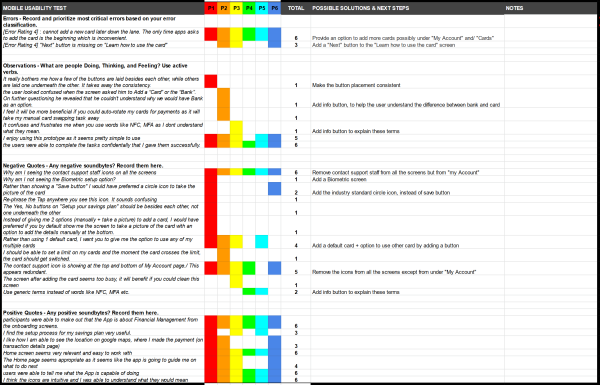 MOBILE USABILITY TEST P1 P2 P3 P4 P5 P6 TOTAL POSSIBLE SOLUTIONS & NEXT STEPS NOTES
Errors - Record and prioritize most critical errors based on your error
classification.
[Error Rating 4] : cannot add a new card later down the lane. The only time apps asks
to add the card is the beginning which is inconvenient. 6 Provide an option to add more cards possibly under "My Account" and/ "Cards"
[Error Rating 4] "Next" button is missing on "Learn how to use the card" 3 Add a "Next" button to the "Learn how to use the card" screen
Observations - What are people Doing, Thinking, and Feeling? Use active
verbs.
It really bothers me how a few of the buttons are laid besides each other, while others
are laid one underneath the other. It takes away the consistency. 1 Make the button placement consistent
the user looked confused when the screen asked him to Add a "Card" or the "Bank".
On further questioning he revealed that he couldn't understand why we would have Bank
as an option. 1 Add info button, to help the user understand the difference between bank and card
I feel it will be more beneficial if you could auto-rotate my cards for payments as it will
take my manual card swapping task away 1
It confuses and frustrates me when you use words like NFC, MFA as I dont understand
what they mean. 1 Add info button to explain these terms
I enjoy using this prototype as it seems pretty simple to use 5
the users were able to complete the tasks confidentally that I gave them successfully. 6
Negative Quotes - Any negative soundbytes? Record them here.
Why am I seeing the contact support staff icons on all the screens 6 Remove contact support staff from all the screens but from "my Account"
Why am I not seeing the Biometric setup option? 1 Add a Biometric screen
Rather than showing a "Save button" I would have preferred a circle icon to take the
picture of the card 2 Add the industry standard circle icon, instead of save button
Re-phrase the Tap anywhere you see this. It sounds confusing 1
The Yes, No buttons on "Setup your savings plan" should be besides each other, not
one underneath the other 1
Instead of giving me 2 options (manually + take a picture) to add a card, I would have
preferred if you by default show me the screen to take a picture of the card with an
option to add the details manually at the bottom. 1
Rather than using 1 default card, I want you to give me the option to use any of my
multiple cards 4 Add a default card + option to use other card by adding a button
I should be able to set a limit on my cards and the moment the card crosses the limit,
the card should get switched. 1
The contact support icon is showing at the top and bottom of My Account page./ This
appears redundant. 5 Remove the icons from all the screens except from under "My Account"
The screen after adding the card seems too busy, it will benefit if you could clean this
screen 1
Use generic terms instead of words like NFC, MFA etc. 2 Add info button to explain these terms
Positive Quotes - Any positive soundbytes? Record them here.
participants were able to make out that the App is about Financial Management from
the onboarding screens. 6
I find the setup process for my savings plan very useful. 3
I like how I am able to see the location on google maps, where I made the payment (on
transaction details page) 3
Home screen seems very relevant and easy to work with 6
The Home page seems appropriate as it seems like the app is going to guide me on
what to do next 4
users were able to tell me what the App is capable of doing 6
I think the icons are intuitive and I was able to understand what they would mean 6